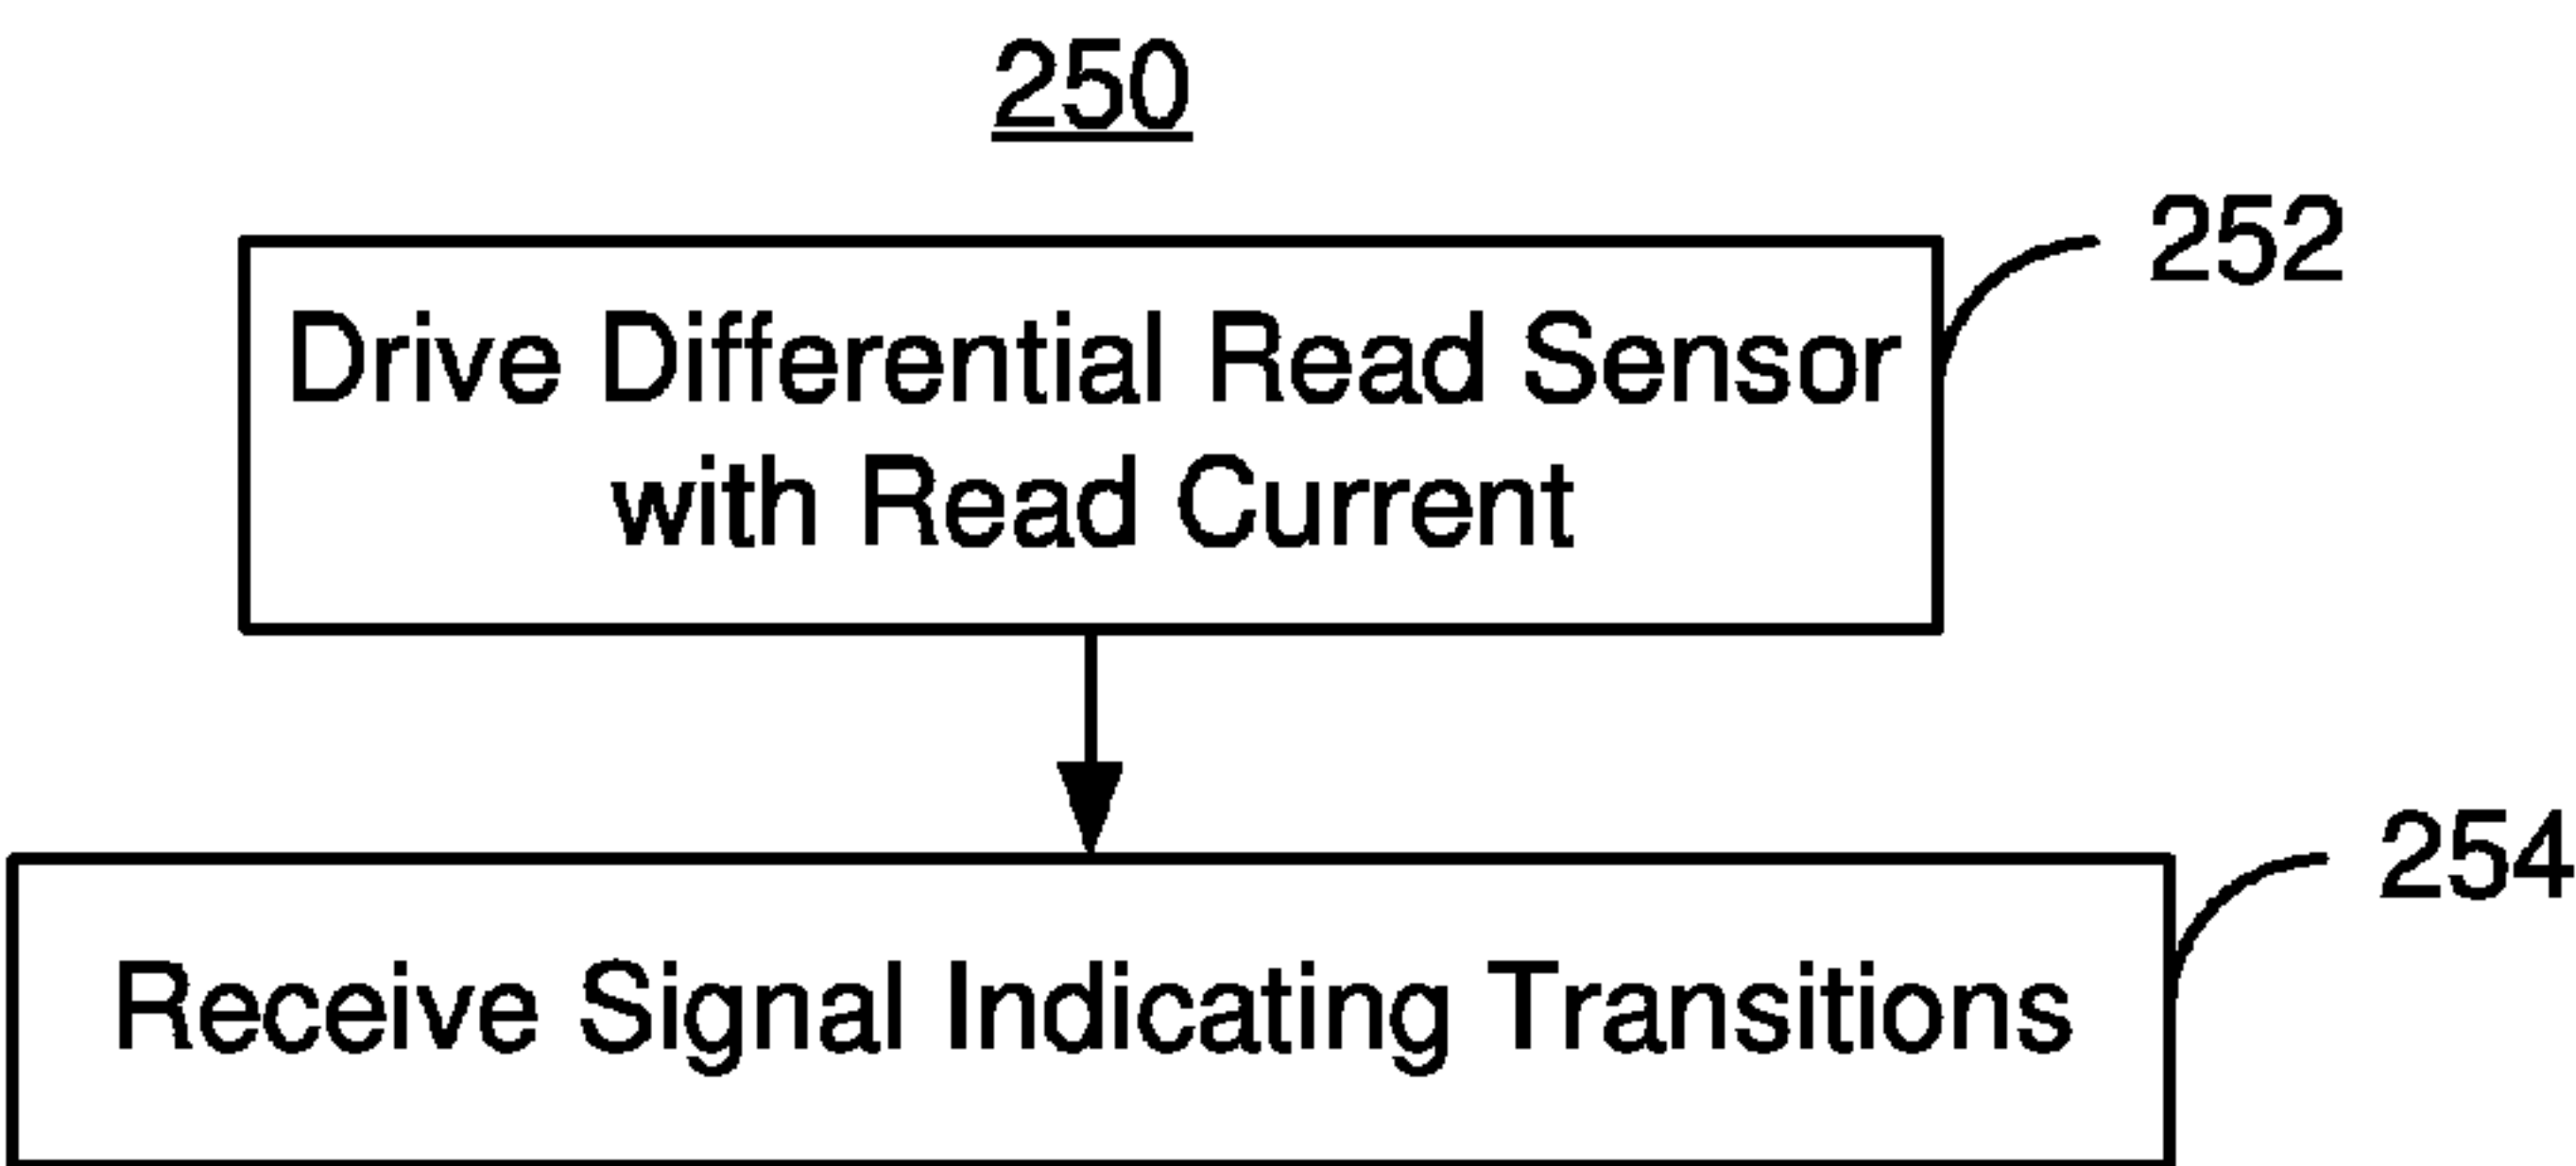 250
252
Drive Differential Read Sensor
with Read Current
254
Receive Signal Indicating Transitions